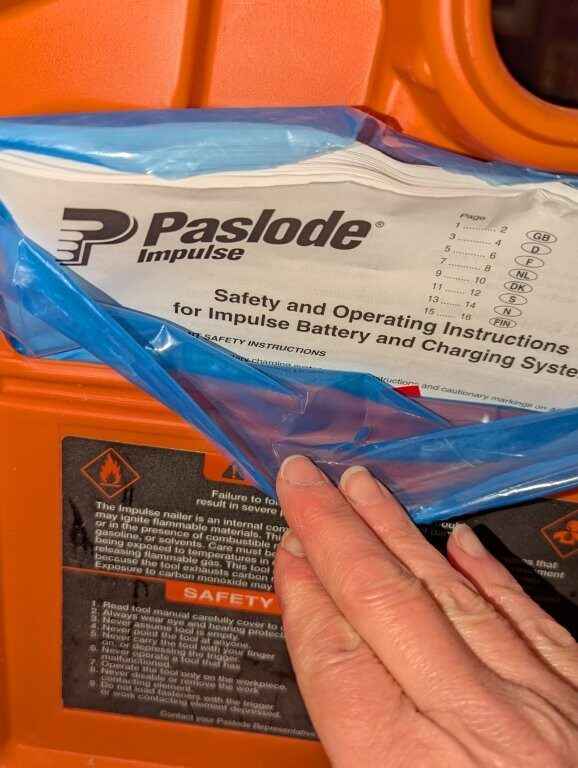 Paslode®
Impulse
Page
1 ........ 2 GB
3 ........ 4 D
5 ........ 6 F
7 ........ 8 NL
9 ........ 10 DK
11 ...... 12 S
13 ...... 14 N
15 ...... 16 FIN
Safety and Operating Instructions
for Impulse Battery and Charging Syste
SAFETY INSTRUCTIONS
charging
and cautionary markings on
Failure to fo
result in severe
The Impulse nailer is an internal com
may ignite flammable materials. Thi
or in the presence of combustible
gasoline, or solvents. Care must be
being exposed to temperatures in
releasing flammable gas. This tool
because the tool exhausts carbon
Exposure to carbon monoxide may
that
ment
SAFETY
1. Read tool manual carefully cover to
2. Always wear eye and hearing protec
3. Never assume tool is empty.
4. Never point the tool at anyone.
5. Never carry the tool with your finger
on, or depressing the trigger.
6. Never operate a tool that has
malfunctioned.
7. Operate the tool only on the workpiece.
8. Never disable or remove the work
contacting element.
9. Do not load fasteners with the trigger
or work contacting element depressed.
Contact your Paslode Representative